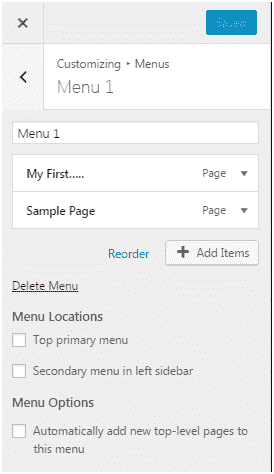 Saved
Customizing ▸ Menus
Menu 1
Menu 1
My First..... Page
Sample Page Page
Reorder + Add Items
Delete Menu
Menu Locations
Top primary menu
Secondary menu in left sidebar
Menu Options
Automatically add new top-level pages to
this menu